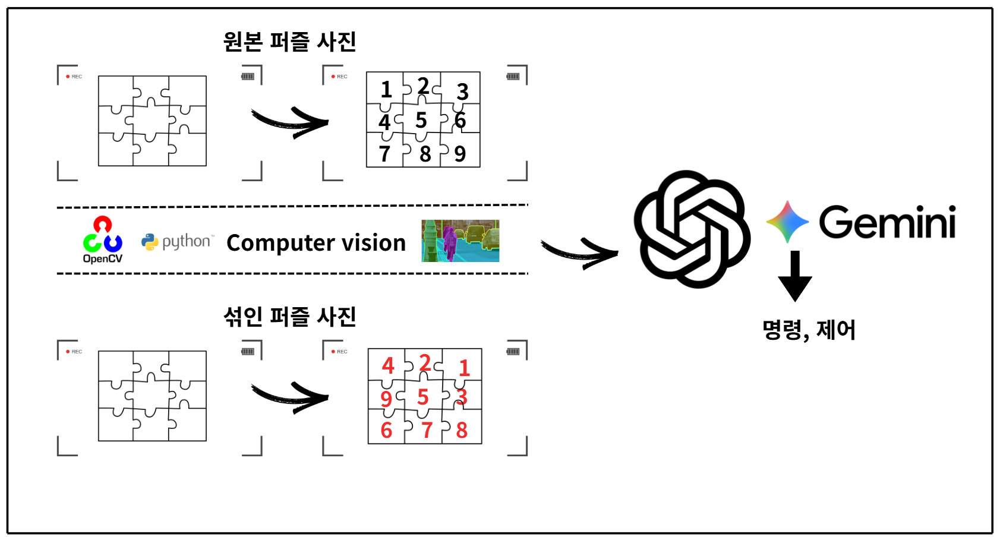 원본 퍼즐 사진
REC
REC
1 2 3
4 5 6
7 8 9
OpenCV
python™
Computer vision
Gemini
명령, 제어
섞인 퍼즐 사진
REC
REC
4 2 1
9 5 3
6 7 8